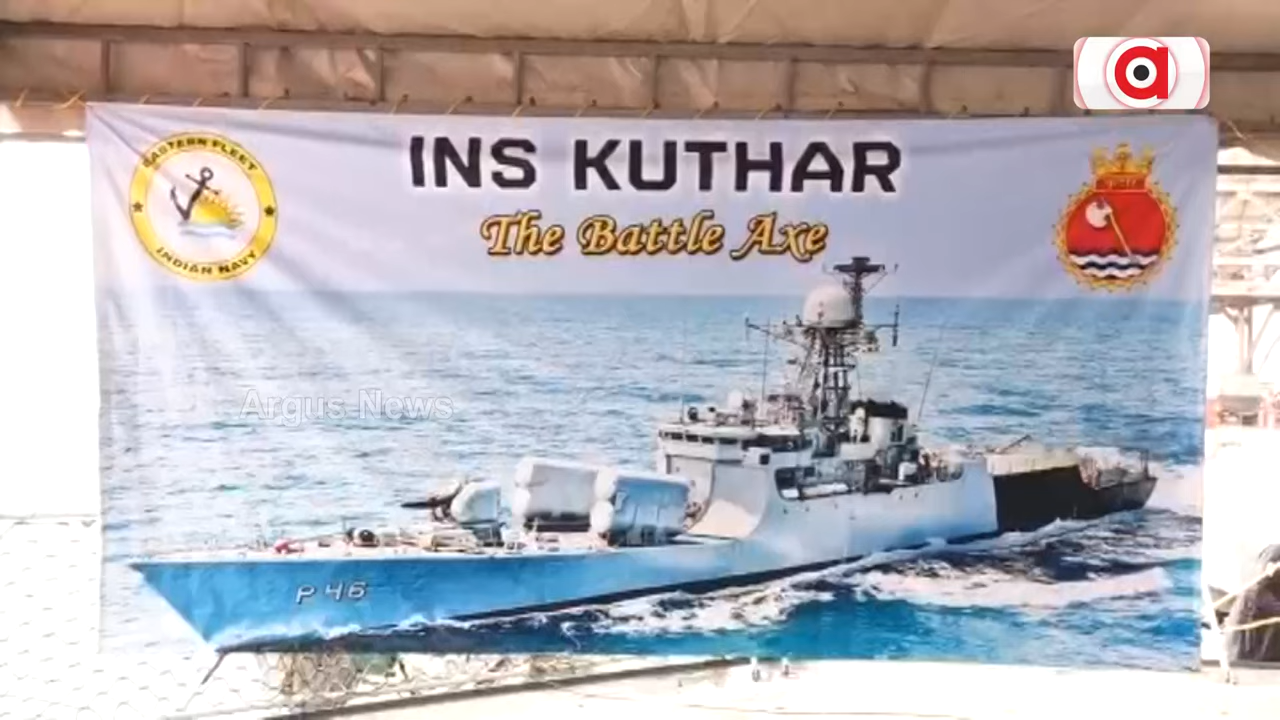 a
INS KUTHAR
The Battle Axe
EASTERN FLEET
INDIAN NAVY
Argus News
P 46